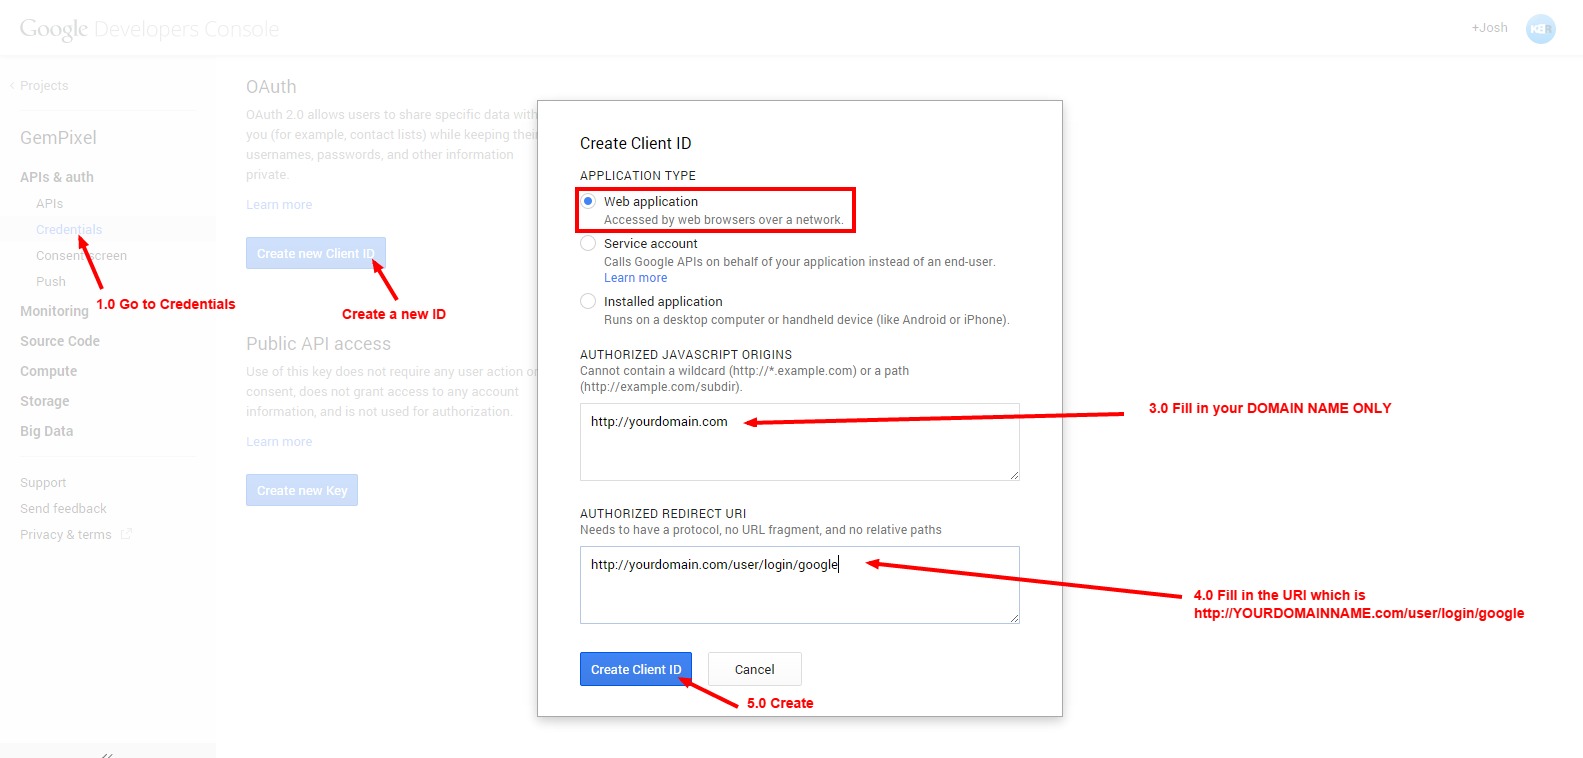 Google Developers Console
+Josh
KBR
Projects
GemPixel
APIs & auth
APIs
Credentials
Consent screen
Push
Monitoring
Source Code
Compute
Storage
Big Data
Support
Send feedback
Privacy & terms
1.0 Go to Credentials
OAuth
OAuth 2.0 allows users to share specific data with
you (for example, contact lists) while keeping their
usernames, passwords, and other information
private.
Learn more
Create new Client ID
Create a new ID
Public API access
Use of this key does not require any user action or
consent, does not grant access to any account
information, and is not used for authorization.
Learn more
Create new Key
Create Client ID
APPLICATION TYPE
Web application
Accessed by web browsers over a network.
Service account
Calls Google APIs on behalf of your application instead of an end-user.
Learn more
Installed application
Runs on a desktop computer or handheld device (like Android or iPhone).
AUTHORIZED JAVASCRIPT ORIGINS
Cannot contain a wildcard (http://*.example.com) or a path
(http://example.com/subdir).
http://yourdomain.com
3.0 Fill in your DOMAIN NAME ONLY
AUTHORIZED REDIRECT URI
Needs to have a protocol, no URL fragment, and no relative paths
http://yourdomain.com/user/login/google
4.0 Fill in the URI which is
http://YOURDOMAINNAME.com/user/login/google
Create Client ID
Cancel
5.0 Create